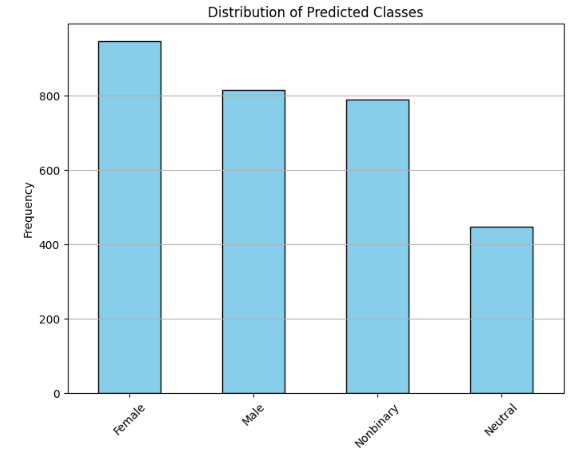 Distribution of Predicted Classes
Frequency
800
600
400
200
0
Female
Male
Nonbinary
Neutral